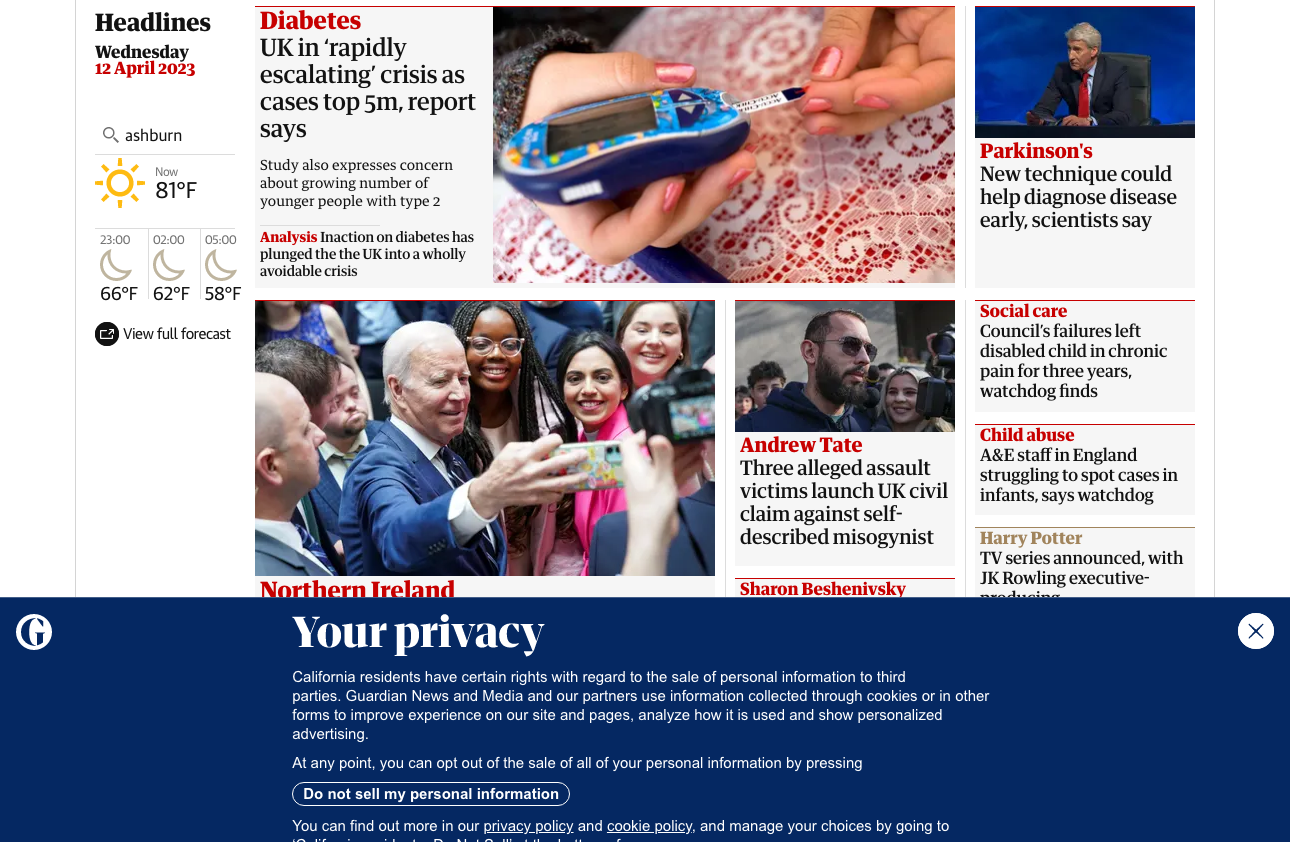 Headlines
Wednesday
12 April 2023
ashburn
Now
81°F
23:00
02:00
05:00
66°F
62°F
58°F
View full forecast
Diabetes
UK in ‘rapidly
escalating’ crisis as
cases top 5m, report
says
Study also expresses concern
about growing number of
younger people with type 2
Analysis Inaction on diabetes has
plunged the the UK into a wholly
avoidable crisis
Parkinson's
New technique could
help diagnose disease
early, scientists say
Northern Ireland
Andrew Tate
Three alleged assault
victims launch UK civil
claim against self-
described misogynist
Sharon Beshenivsky
Social care
Council’s failures left
disabled child in chronic
pain for three years,
watchdog finds
Child abuse
A&E staff in England
struggling to spot cases in
infants, says watchdog
Harry Potter
TV series announced, with
JK Rowling executive-
producing
Your privacy
California residents have certain rights with regard to the sale of personal information to third
parties. Guardian News and Media and our partners use information collected through cookies or in other
forms to improve experience on our site and pages, analyze how it is used and show personalized
advertising.
At any point, you can opt out of the sale of all of your personal information by pressing
Do not sell my personal information
You can find out more in our privacy policy and cookie policy, and manage your choices by going to